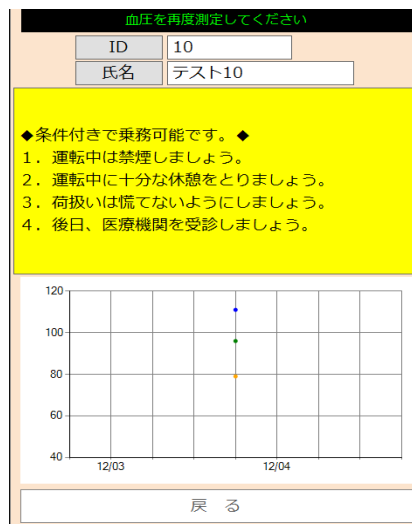 血圧を再度測定してください
ID 10
氏名 テスト10
◆条件付きで乗務可能です。◆
1．運転中は禁煙しましょう。
2．運転中に十分な休憩をとりましょう。
3．荷扱いは慌てないようにしましょう。
4．後日、医療機関を受診しましょう。
120
100
80
60
40
12/03 12/04
戻 る